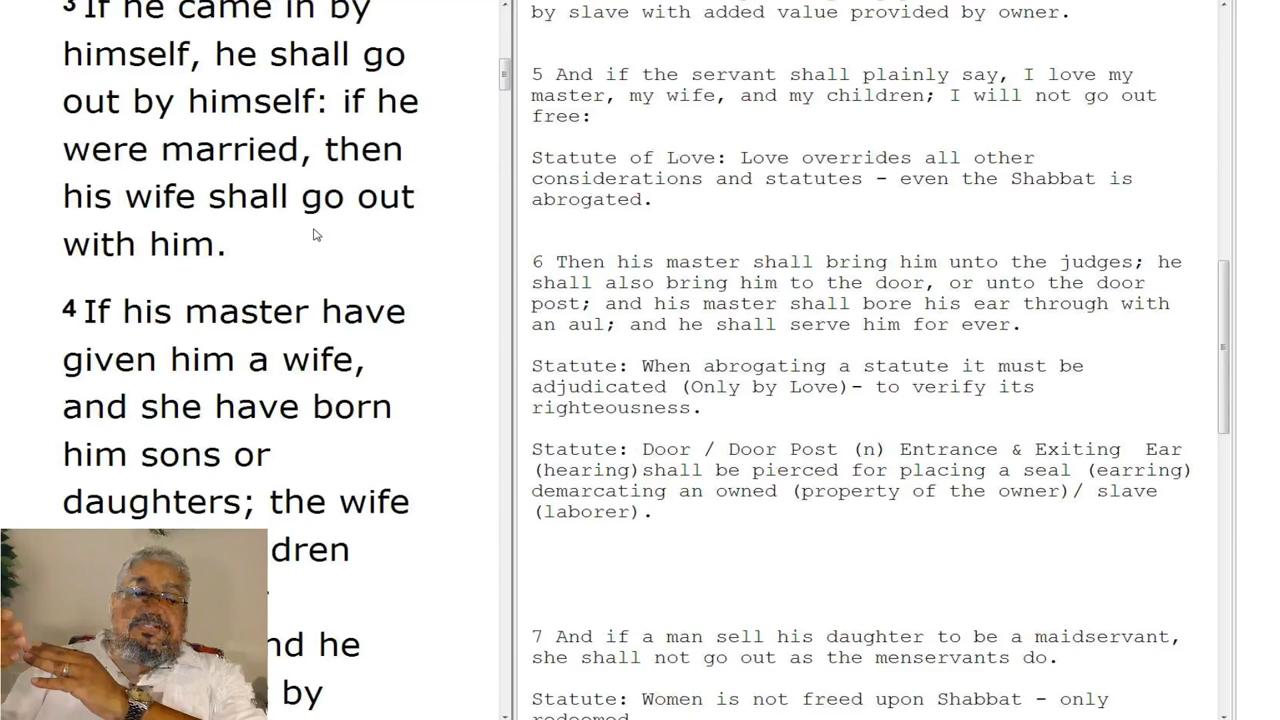 3 If he came in by
himself, he shall go
out by himself: if he
were married, then
his wife shall go out
with him.
4 If his master have
given him a wife,
and she have born
him sons or
daughters; the wife
dren
nd he
by
by slave with added value provided by owner.
5 And if the servant shall plainly say, I love my
master, my wife, and my children; I will not go out
free:
Statute of Love: Love overrides all other
considerations and statutes - even the Shabbat is
abrogated.
6 Then his master shall bring him unto the judges; he
shall also bring him to the door, or unto the door
post; and his master shall bore his ear through with
an aul; and he shall serve him for ever.
Statute: When abrogating a statute it must be
adjudicated (Only by Love)- to verify its
righteousness.
Statute: Door / Door Post (n) Entrance & Exiting  Ear
(hearing)shall be pierced for placing a seal (earring)
demarcating an owned (property of the owner)/ slave
(laborer).
7 And if a man sell his daughter to be a maidservant,
she shall not go out as the menservants do.
Statute: Women is not freed upon Shabbat - only
redeemed